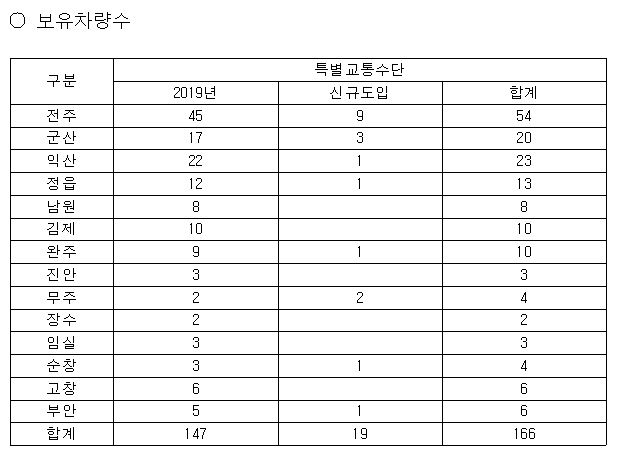 ○ 보유차량수
구분 특별교통수단
2019년 신규도입 합계
전주 45 9 54
군산 17 3 20
익산 22 1 23
정읍 12 1 13
남원 8 8
김제 10 10
완주 9 1 10
진안 3 3
무주 2 2 4
장수 2 2
임실 3 3
순창 3 1 4
고창 6 6
부안 5 1 6
합계 147 19 166